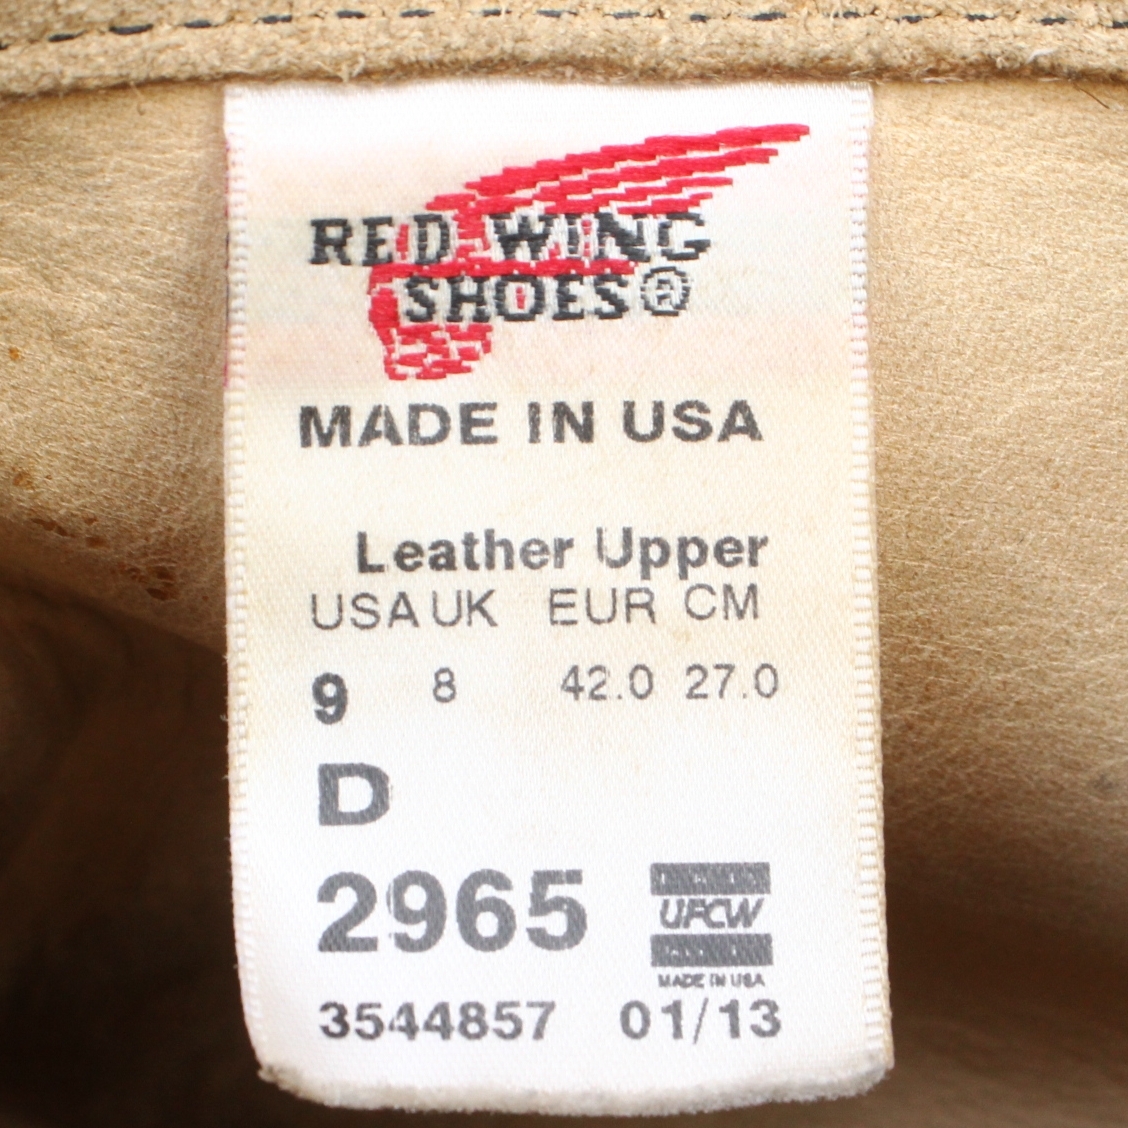 RED WING
SHOES®
MADE IN USA
Leather Upper
USA UK EUR CM
9 8 42.0 27.0
D
2965
UFCW
MADE IN USA
3544857 01/13